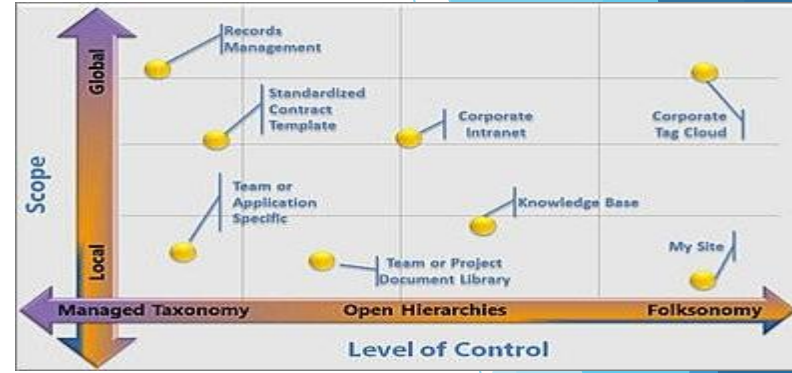 Records
Management
Global
Standardized
Contract
Template
Corporate
Intranet
Corporate
Tag Cloud
Scope
Team or
Application
Specific
Knowledge Base
My Site
Local
Team or Project
Document Library
Managed Taxonomy
Open Hierarchies
Folksonomy
Level of Control